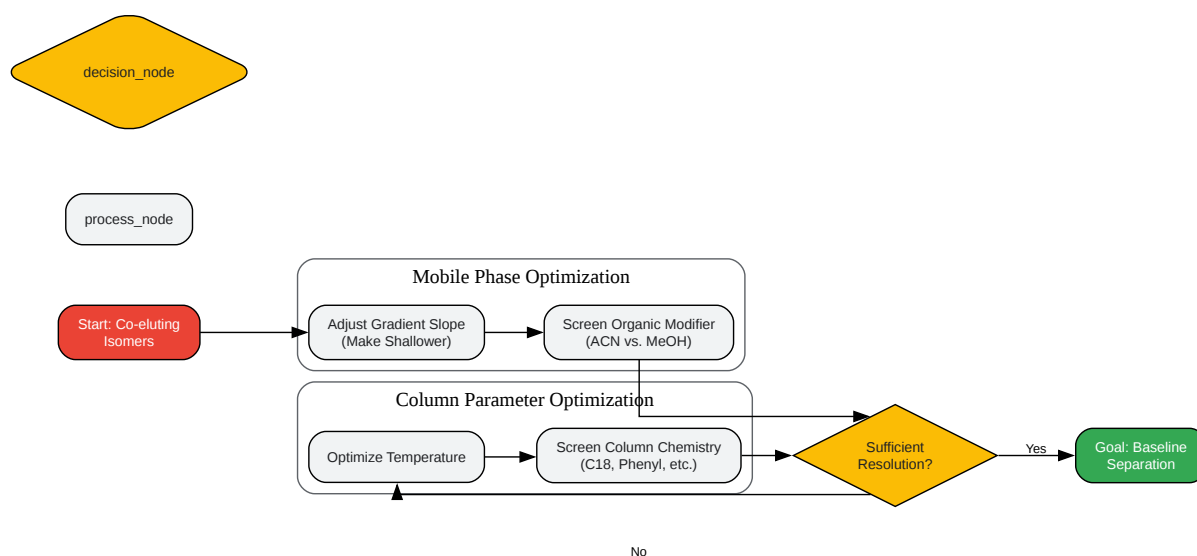 decision_node
process_node
Mobile Phase Optimization
Start: Co-eluting
Isomers
Adjust Gradient Slope
(Make Shallower)
Screen Organic Modifier
(ACN vs. MeOH)
Column Parameter Optimization
Optimize Temperature
Screen Column Chemistry
(C18, Phenyl, etc.)
Sufficient
Resolution?
Yes
Goal: Baseline
Separation
No